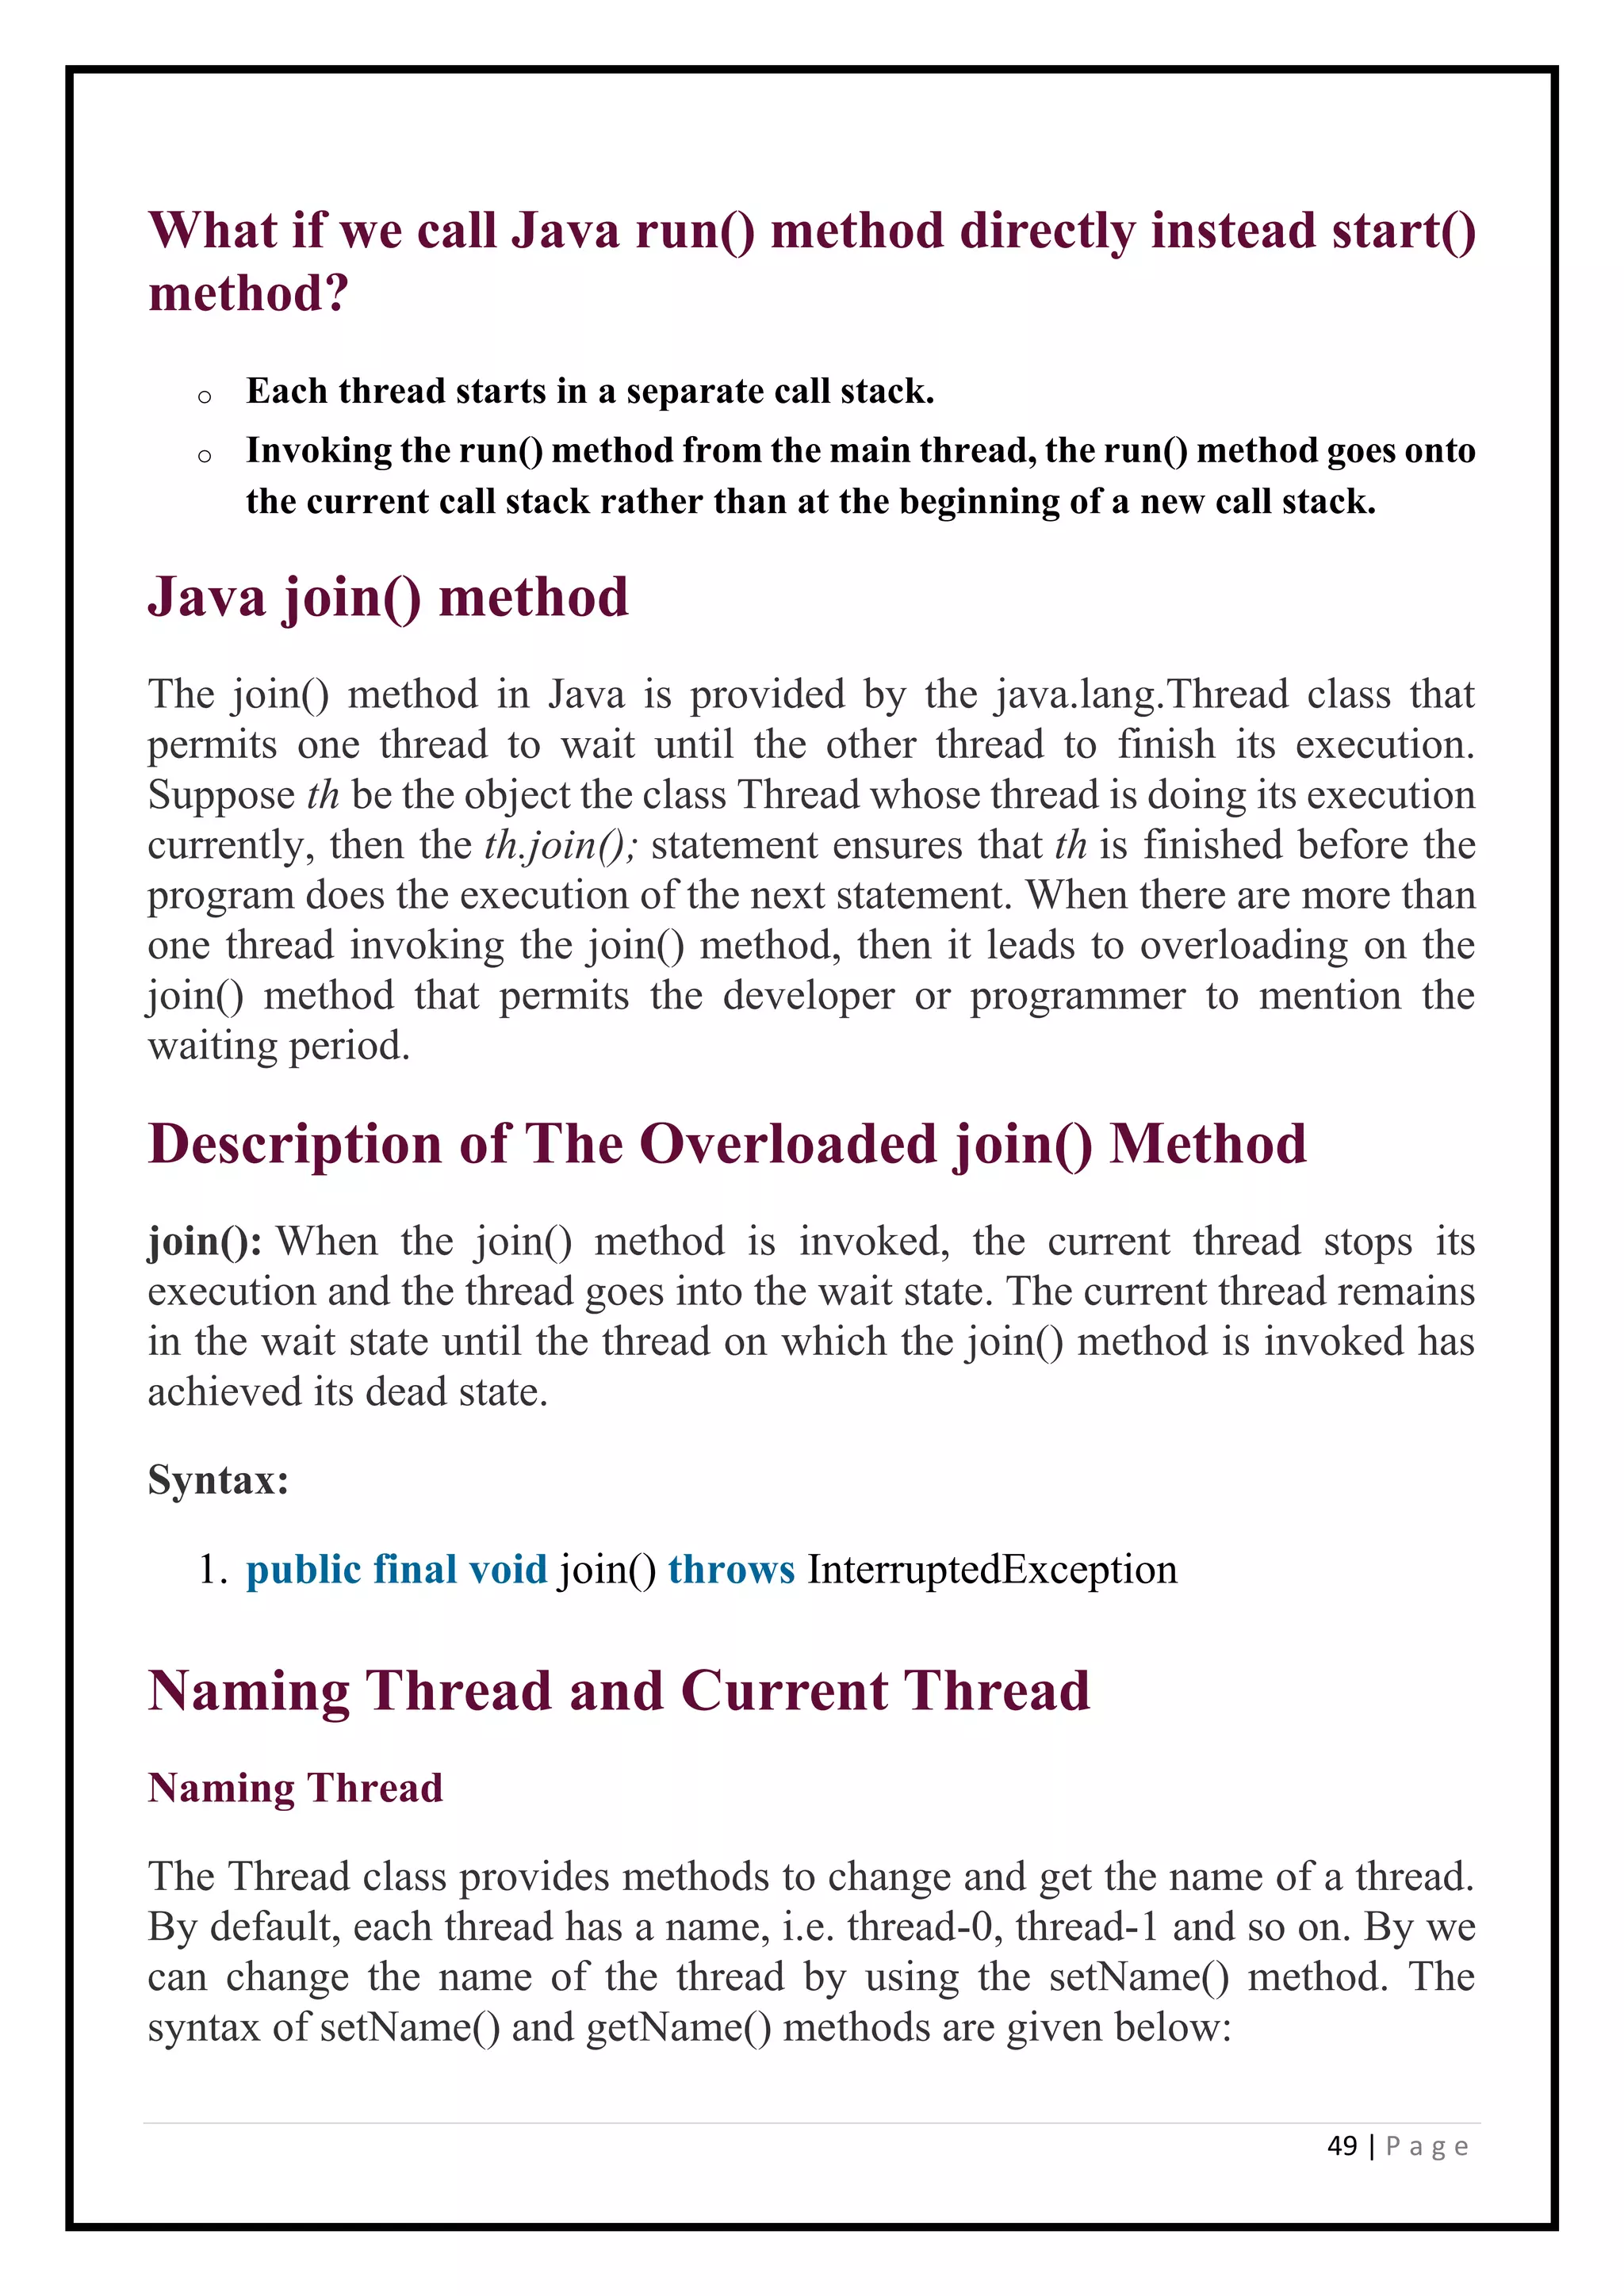 What if we call Java run() method directly instead start()
method?
o Each thread starts in a separate call stack.
o Invoking the run() method from the main thread, the run() method goes onto
the current call stack rather than at the beginning of a new call stack.
Java join() method
The join() method in Java is provided by the java.lang.Thread class that
permits one thread to wait until the other thread to finish its execution.
Suppose th be the object the class Thread whose thread is doing its execution
currently, then the th.join(); statement ensures that th is finished before the
program does the execution of the next statement. When there are more than
one thread invoking the join() method, then it leads to overloading on the
join() method that permits the developer or programmer to mention the
waiting period.
Description of The Overloaded join() Method
join(): When the join() method is invoked, the current thread stops its
execution and the thread goes into the wait state. The current thread remains
in the wait state until the thread on which the join() method is invoked has
achieved its dead state.
Syntax:
1. public final void join() throws InterruptedException
Naming Thread and Current Thread
Naming Thread
The Thread class provides methods to change and get the name of a thread.
By default, each thread has a name, i.e. thread-0, thread-1 and so on. By we
can change the name of the thread by using the setName() method. The
syntax of setName() and getName() methods are given below:
49 | P a g e